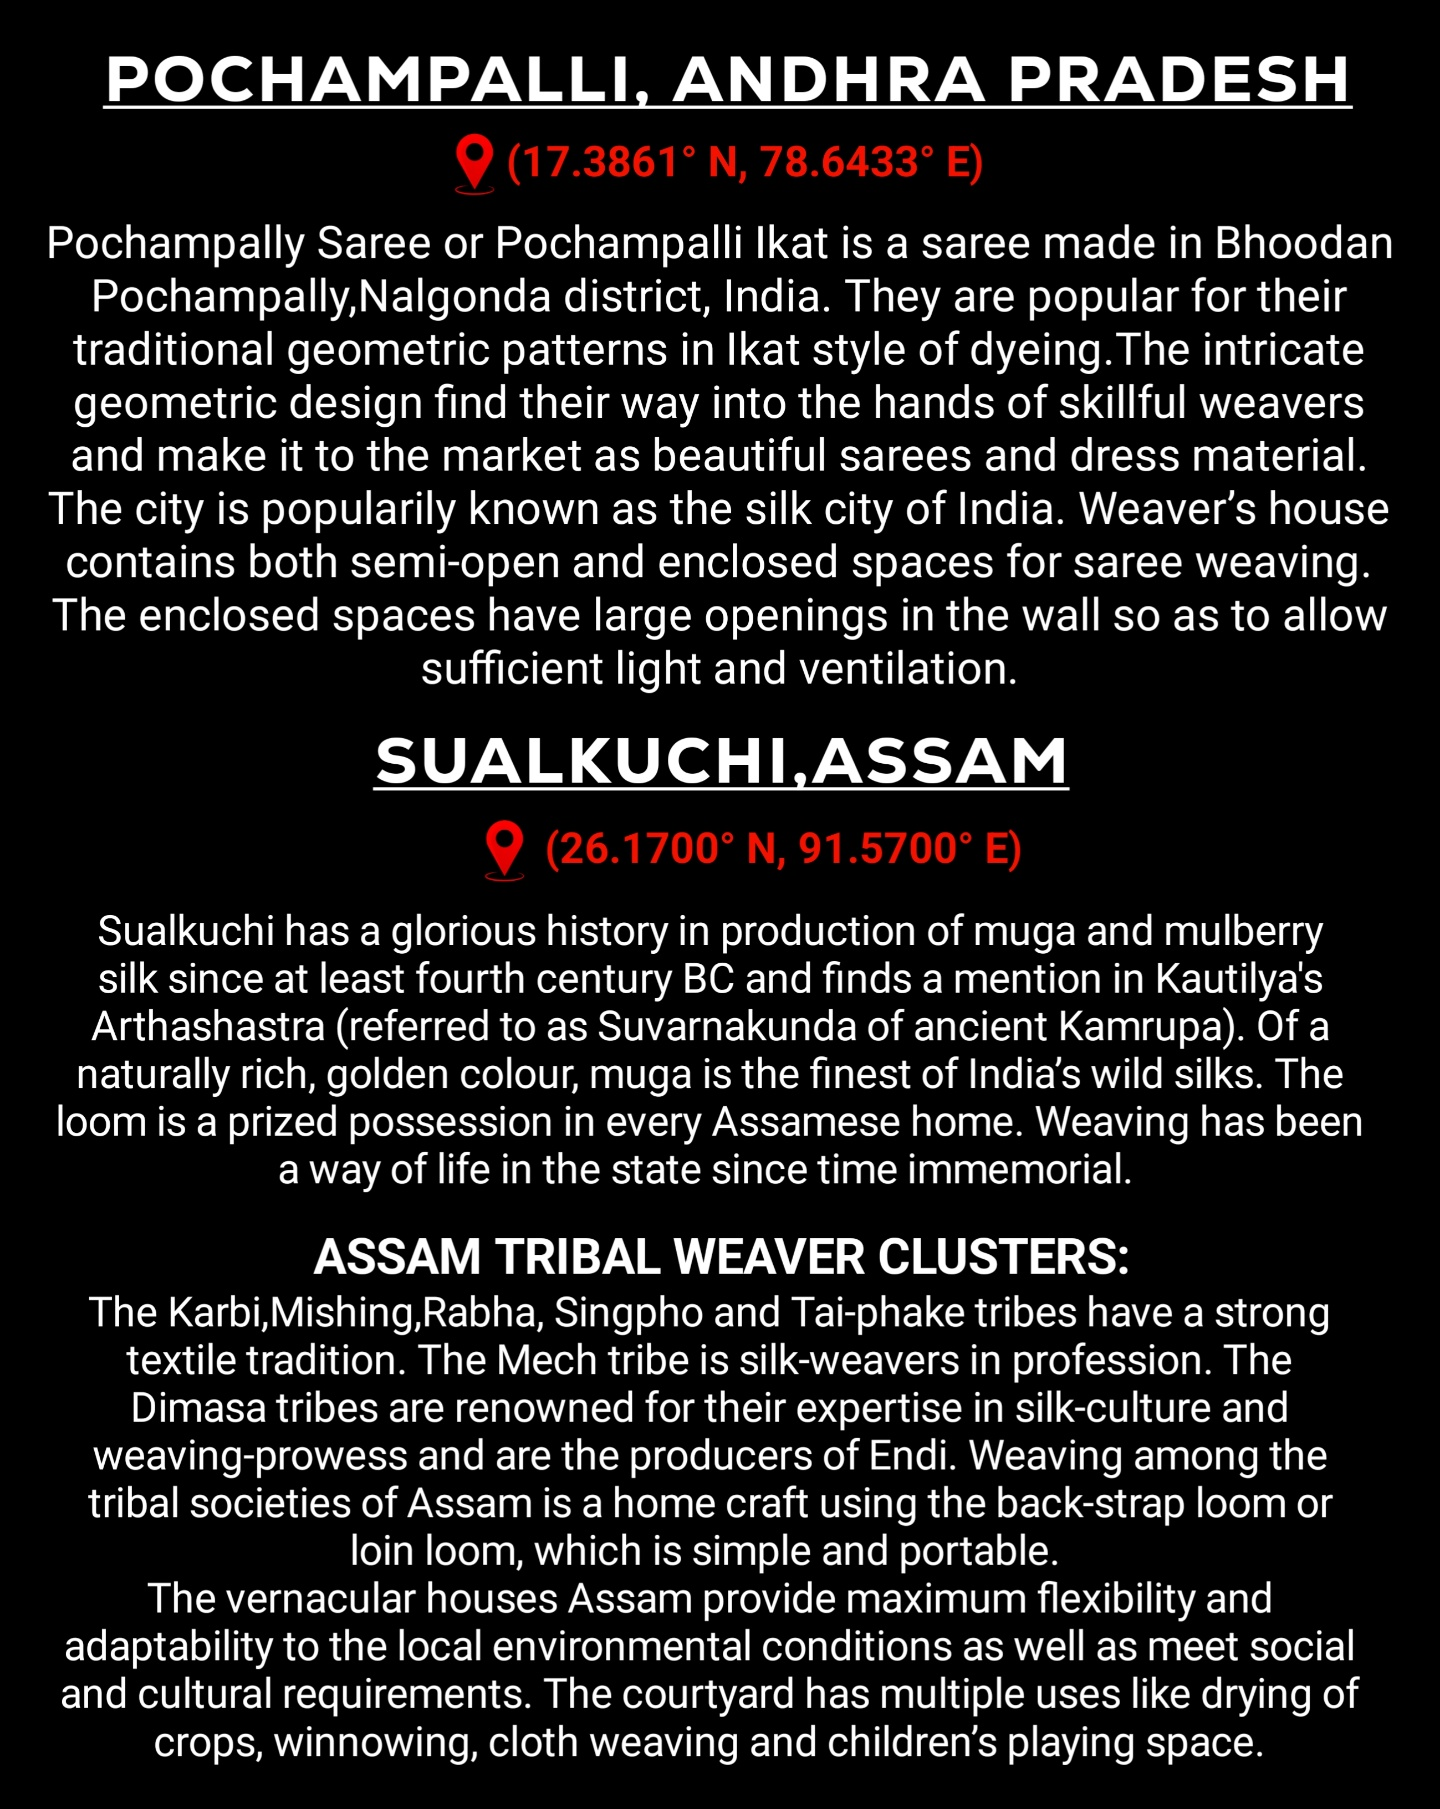 POCHAMPALLI, ANDHRA PRADESH
(17.3861° N, 78.6433° E)
Pochampally Saree or Pochampalli Ikat is a saree made in Bhoodan
Pochampally,Nalgonda district, India. They are popular for their
traditional geometric patterns in Ikat style of dyeing.The intricate
geometric design find their way into the hands of skillful weavers
and make it to the market as beautiful sarees and dress material.
The city is popularily known as the silk city of India. Weaver’s house
contains both semi-open and enclosed spaces for saree weaving.
The enclosed spaces have large openings in the wall so as to allow
sufficient light and ventilation.
SUALKUCHI,ASSAM
(26.1700° N, 91.5700° E)
Sualkuchi has a glorious history in production of muga and mulberry
silk since at least fourth century BC and finds a mention in Kautilya's
Arthashastra (referred to as Suvarnakunda of ancient Kamrupa). Of a
naturally rich, golden colour, muga is the finest of India’s wild silks. The
loom is a prized possession in every Assamese home. Weaving has been
a way of life in the state since time immemorial.
ASSAM TRIBAL WEAVER CLUSTERS:
The Karbi,Mishing,Rabha, Singpho and Tai-phake tribes have a strong
textile tradition. The Mech tribe is silk-weavers in profession. The
Dimasa tribes are renowned for their expertise in silk-culture and
weaving-prowess and are the producers of Endi. Weaving among the
tribal societies of Assam is a home craft using the back-strap loom or
loin loom, which is simple and portable.
The vernacular houses Assam provide maximum flexibility and
adaptability to the local environmental conditions as well as meet social
and cultural requirements. The courtyard has multiple uses like drying of
crops, winnowing, cloth weaving and children’s playing space.